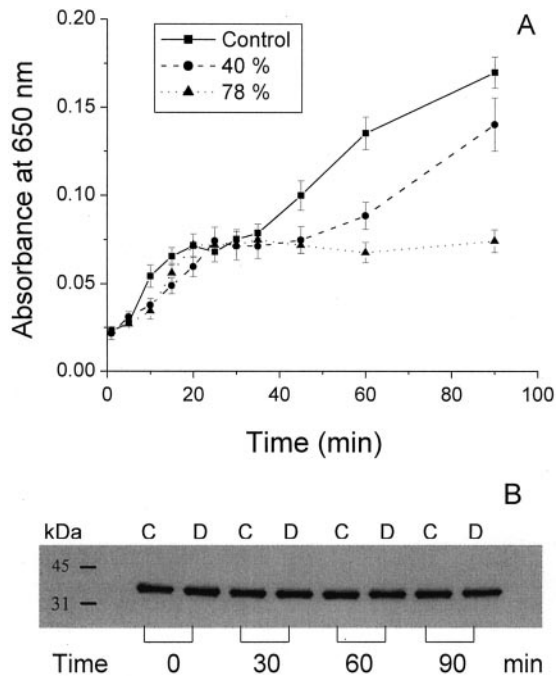 A
Control
40 %
78 %
Absorbance at 650 nm
0.20
0.15
0.10
0.05
0.00
0 20 40 60 80 100
Time (min)
B
kDa C D C D C D C D
45
31
Time 0 30 60 90 min